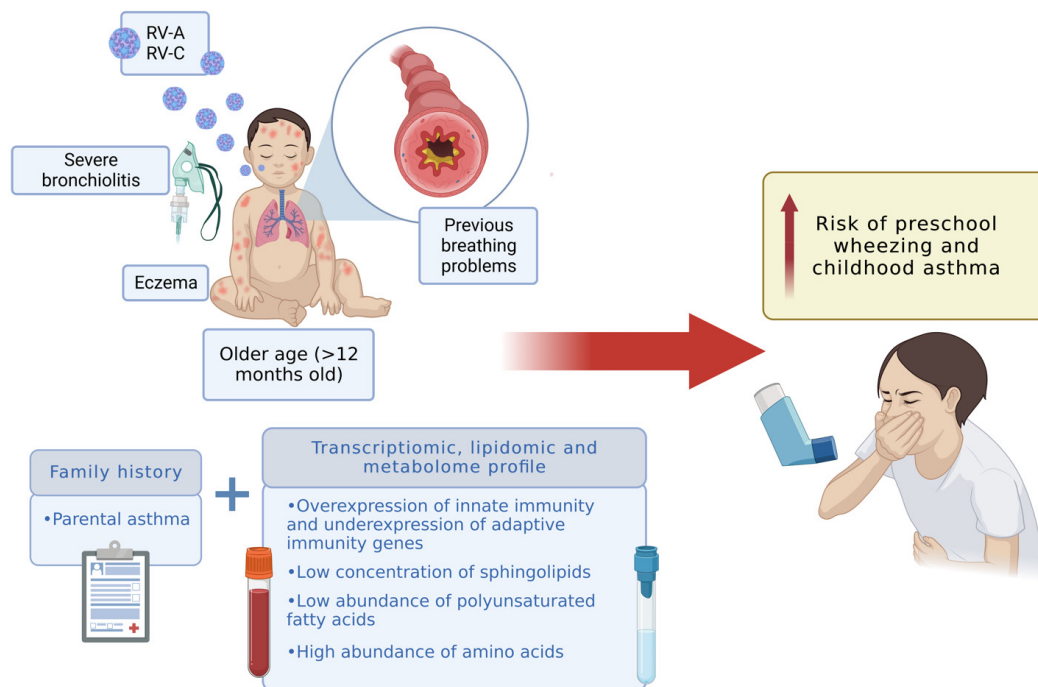 RV-A
RV-C
Severe
bronchiolitis
Previous
breathing
problems
Eczema
Older age (>12
months old)
Risk of preschool
wheezing and
childhood asthma
Family history
•Parental asthma
Transcriptiomic, lipidomic and
metabolome profile
•Overexpression of innate immunity
and underexpression of adaptive
immunity genes
•Low concentration of sphingolipids
•Low abundance of polyunsaturated
fatty acids
•High abundance of amino acids